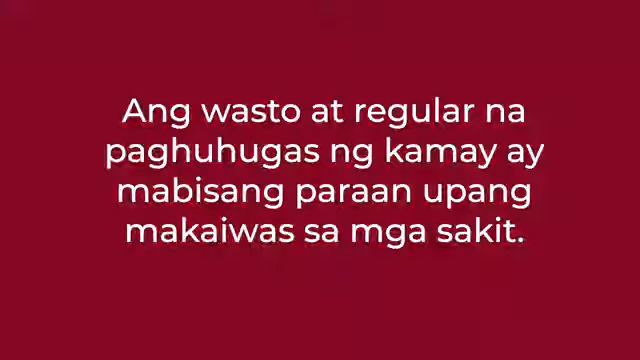 Ang wasto at regular na
paghuhugas ng kamay ay
mabisang paraan upang
makaiwas sa mga sakit.